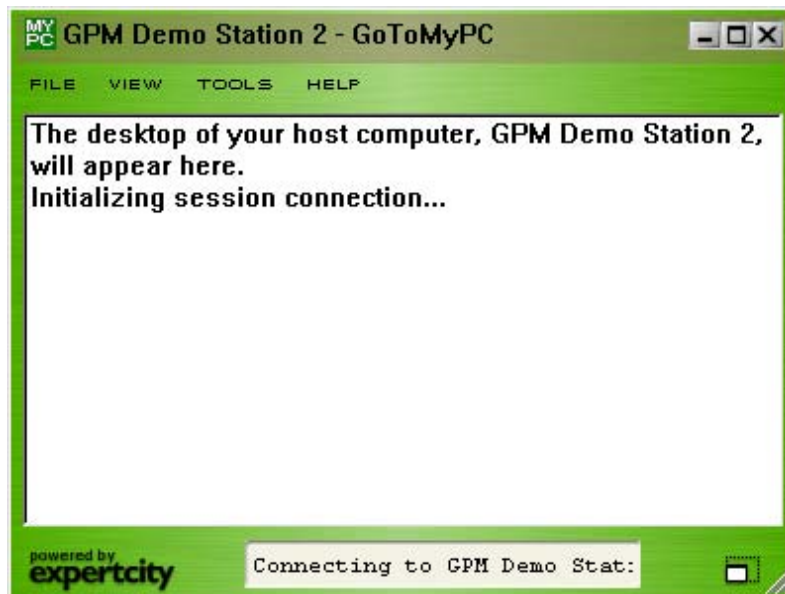 MY
PC
GPM Demo Station 2 - GoToMyPC
FILE VIEW TOOLS HELP
The desktop of your host computer, GPM Demo Station 2,
will appear here.
Initializing session connection...
powered by
expertcity
Connecting to GPM Demo Stat: